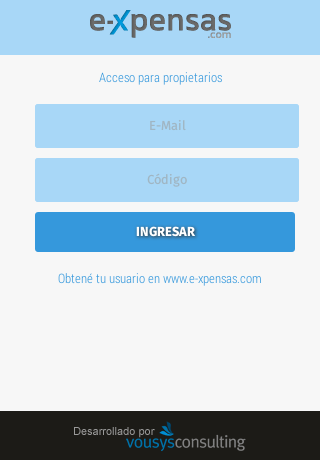 e-Xpensas
.com
Acceso para propietarios
E-Mail
Código
INGRESAR
Obtené tu usuario en www.e-xpensas.com
Desarrollado por
vousysconsulting